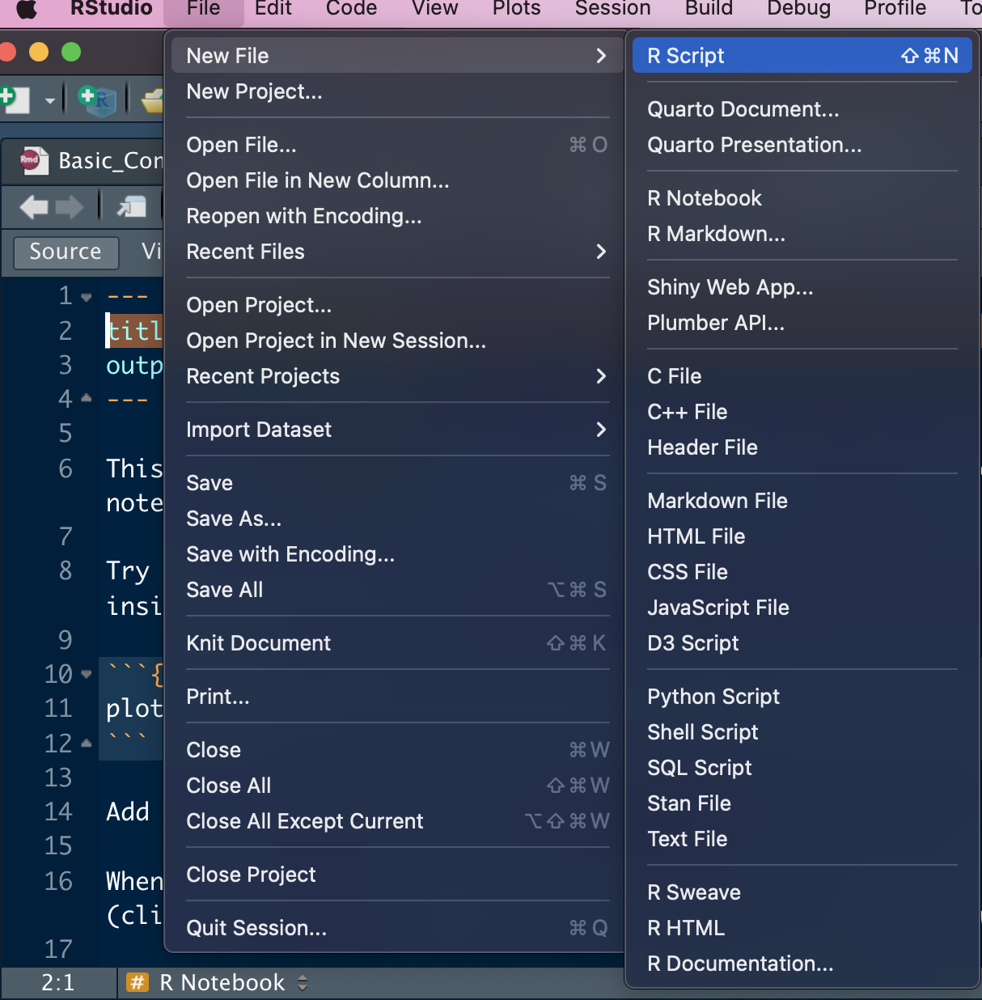 RStudio File Edit Code View Plots Session Build Debug Profile To
New File
New Project...
Open File... ⌘ O
Open File in New Column...
Reopen with Encoding...
Recent Files
Open Project...
Open Project in New Session...
Recent Projects
Import Dataset
Save ⌘ S
Save As...
Save with Encoding...
Save All ⌥⌘ S
Knit Document ⇧⌘ K
Print...
Close ⌘W
Close All ⇧⌘W
Close All Except Current ⌥⇧⌘W
Close Project
Quit Session... ⌘ Q
R Script ⇧⌘N
Quarto Document...
Quarto Presentation...
R Notebook
R Markdown...
Shiny Web App...
Plumber API...
C File
C++ File
Header File
Markdown File
HTML File
CSS File
JavaScript File
D3 Script
Python Script
Shell Script
SQL Script
Stan File
Text File
R Sweave
R HTML
R Documentation...
R
Rmd Basic_Con
Source Vi
1 ---
2 titl
3 outp
4 ---
5
6 This
note
7
8 Try
insi
9
10 ```{
11 plot
12 ```
13
14 Add
15
16 When
(cli
17
2:1 # R Notebook